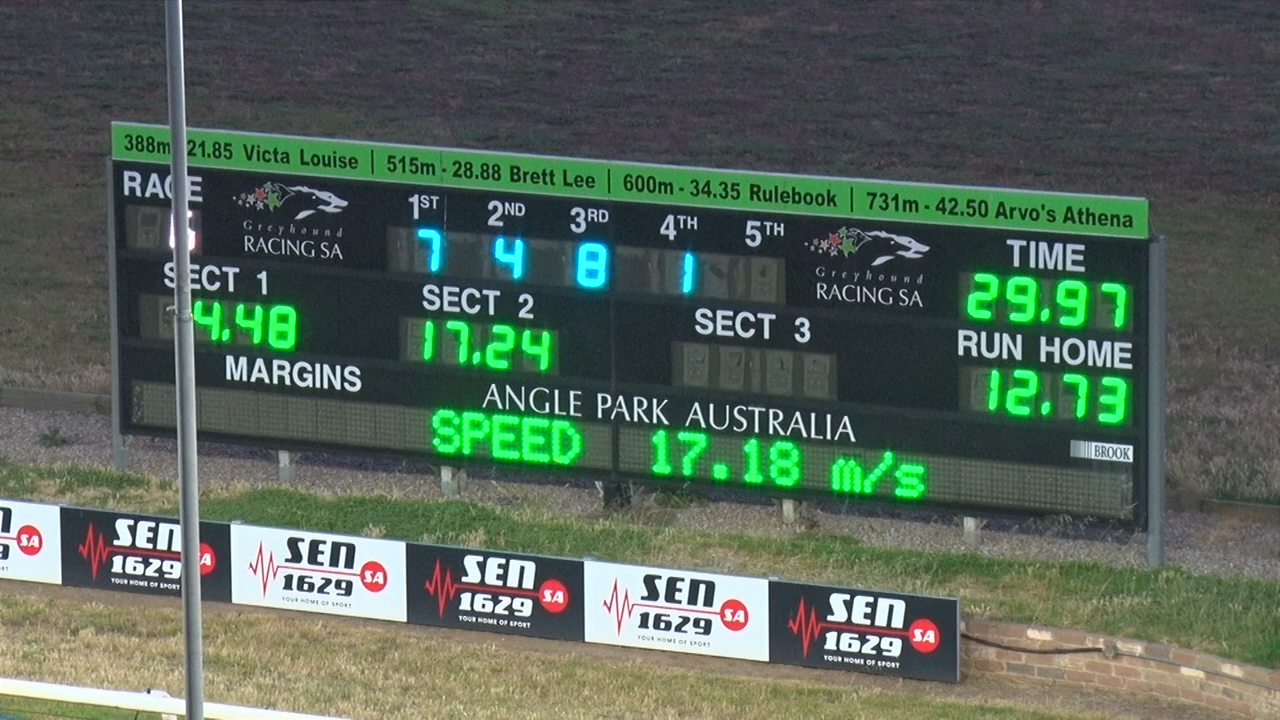 388m 21.85 Victa Louise | 515m - 28.88 Brett Lee | 600m - 34.35 Rulebook | 731m - 42.50 Arvo's Athena
RACE
Greyhound
RACING SA
1ST 2ND 3RD 4TH 5TH
7 4 8 1
Greyhound
RACING SA
TIME
29.97
SECT 1
4.48
SECT 2
17.24
SECT 3
RUN HOME
12.73
MARGINS
ANGLE PARK AUSTRALIA
SPEED 17.18 m/s
BROOK
SA
SEN
1629
SA
YOUR HOME OF SPORT
SEN
1629
SA
YOUR HOME OF SPORT
SEN
1629
SA
YOUR HOME OF SPORT
SEN
1629
SA
YOUR HOME OF SPORT
SEN
1629
SA
YOUR HOME OF SPORT